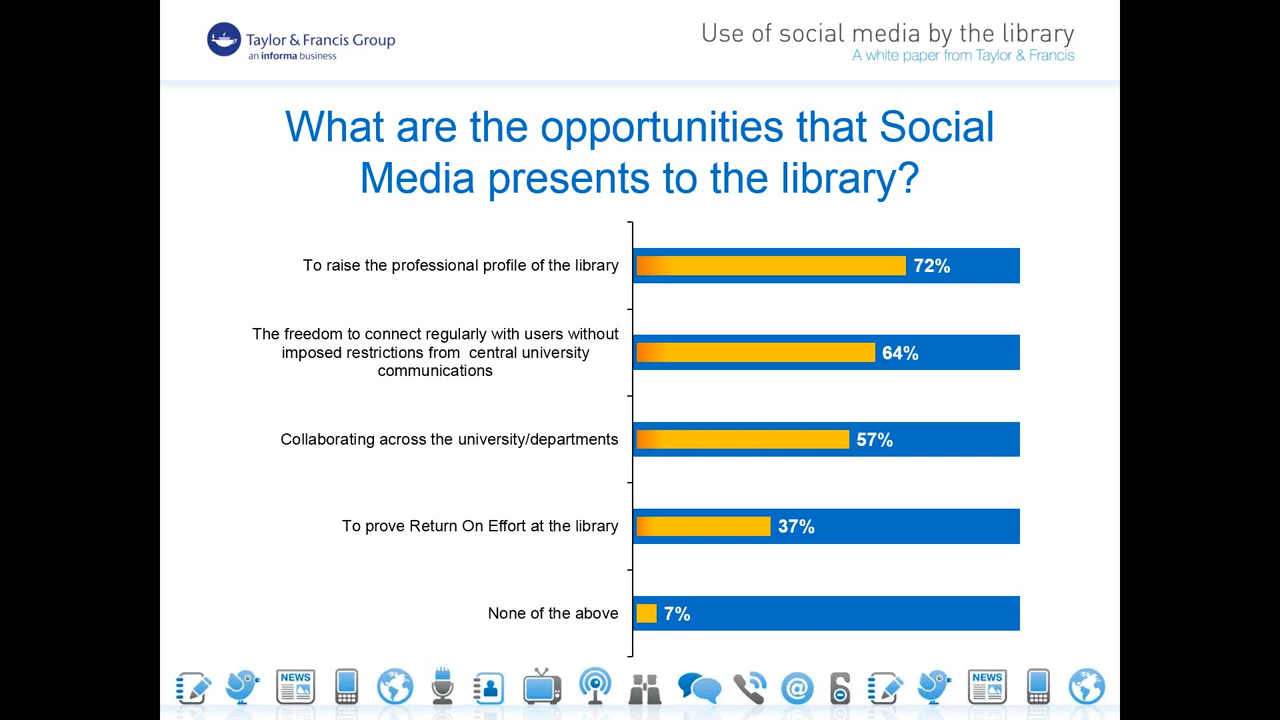 Taylor & Francis Group
an informa business
Use of social media by the library
A white paper from Taylor & Francis
What are the opportunities that Social
Media presents to the library?
To raise the professional profile of the library
72%
The freedom to connect regularly with users without
imposed restrictions from central university
communications
64%
Collaborating across the university/departments
57%
To prove Return On Effort at the library
37%
None of the above
7%
NEWS
@
NEWS